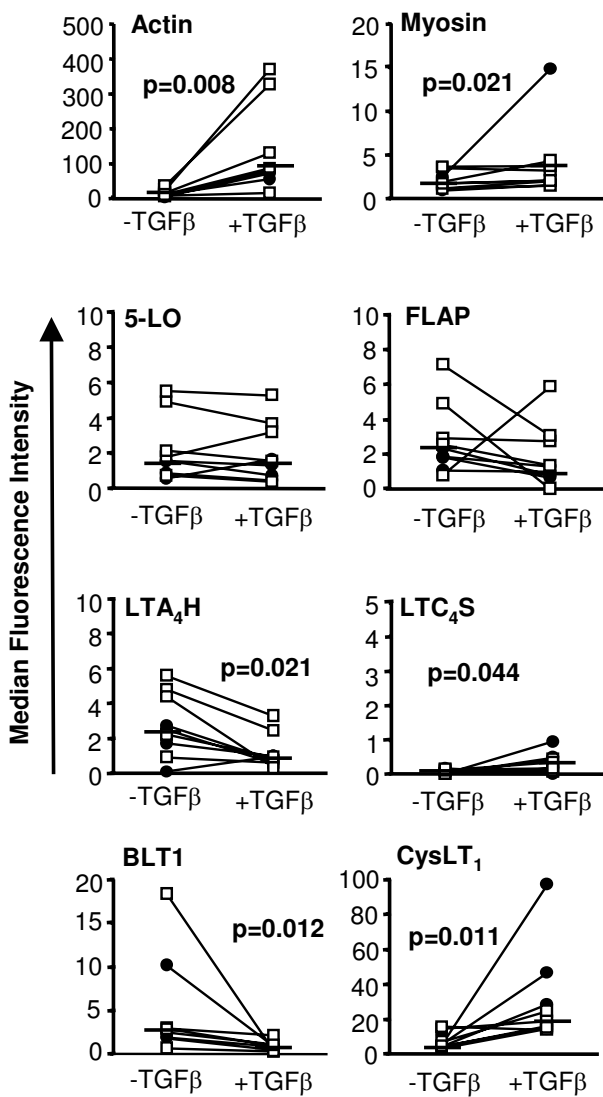 Median Fluorescence Intensity
Actin
500
400
300
200
100
0
p=0.008
-TGFβ +TGFβ
Myosin
20
15
10
5
0
p=0.021
-TGFβ +TGFβ
5-LO
10
8
6
4
2
0
-TGFβ +TGFβ
FLAP
10
8
6
4
2
0
-TGFβ +TGFβ
LTA₄H
10
8
6
4
2
0
p=0.021
-TGFβ +TGFβ
LTC₄S
5
4
3
2
1
0
p=0.044
-TGFβ +TGFβ
BLT1
20
15
10
5
0
p=0.012
-TGFβ +TGFβ
CysLT₁
100
80
60
40
20
0
p=0.011
-TGFβ +TGFβ